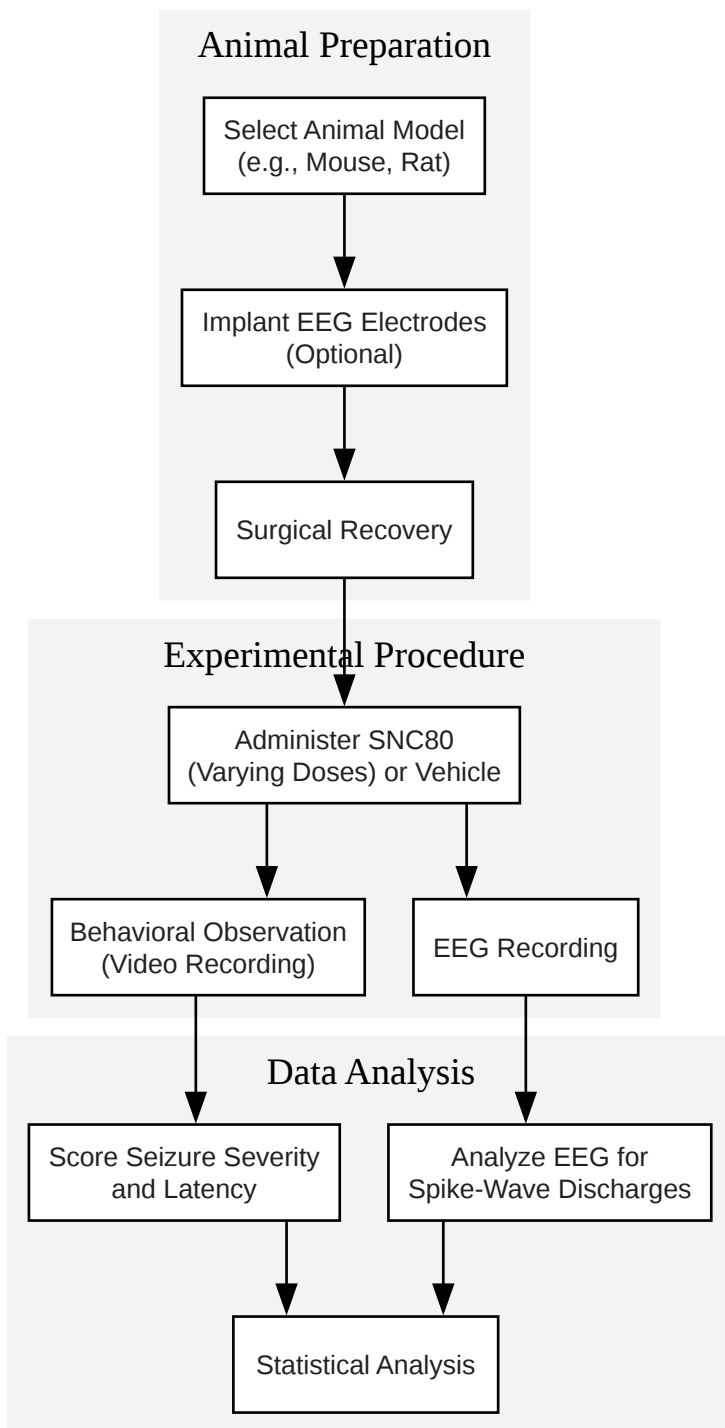 Animal Preparation
Select Animal Model
(e.g., Mouse, Rat)
Implant EEG Electrodes
(Optional)
Surgical Recovery
Experimental Procedure
Administer SNC80
(Varying Doses) or Vehicle
Behavioral Observation
(Video Recording)
EEG Recording
Data Analysis
Score Seizure Severity
and Latency
Analyze EEG for
Spike-Wave Discharges
Statistical Analysis